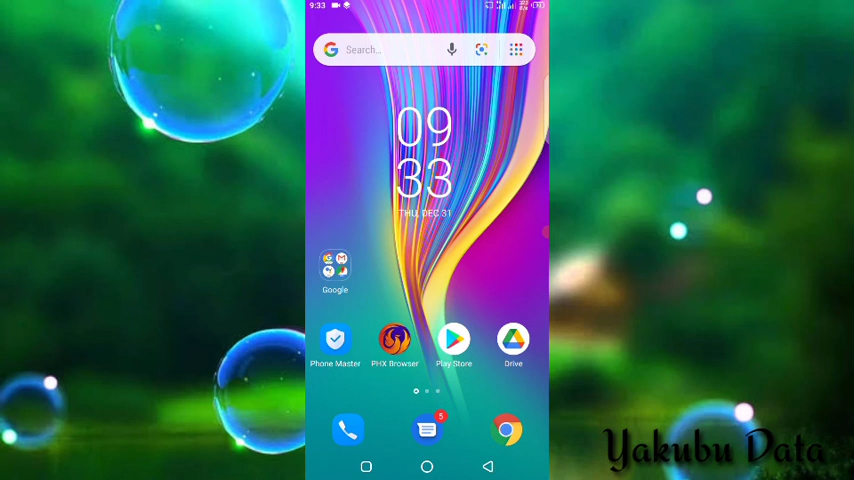 9:33
Search...
09
33
THU, DEC 31
Google
Phone Master
PHX Browser
Play Store
Drive
5
Yakubu Data